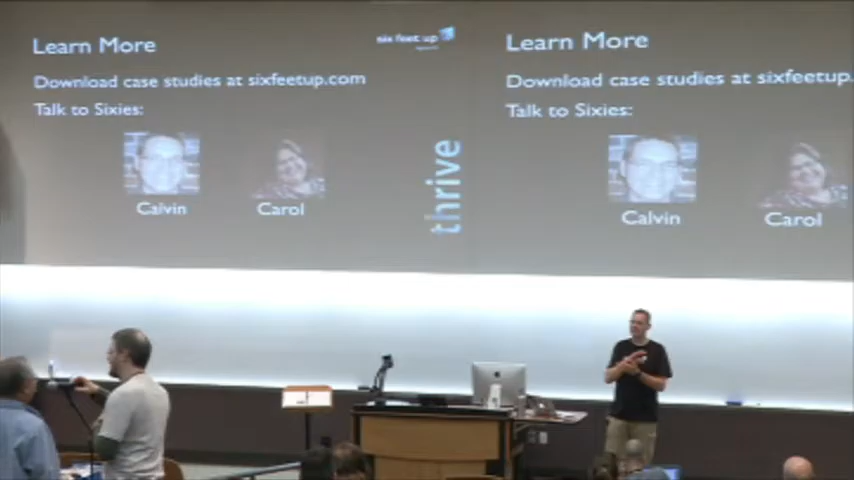 Learn More
six feet up
Download case studies at sixfeetup.com
Talk to Sixies:
Calvin
Carol
thrive
Learn More
Download case studies at sixfeetup.
Talk to Sixies:
Calvin
Carol